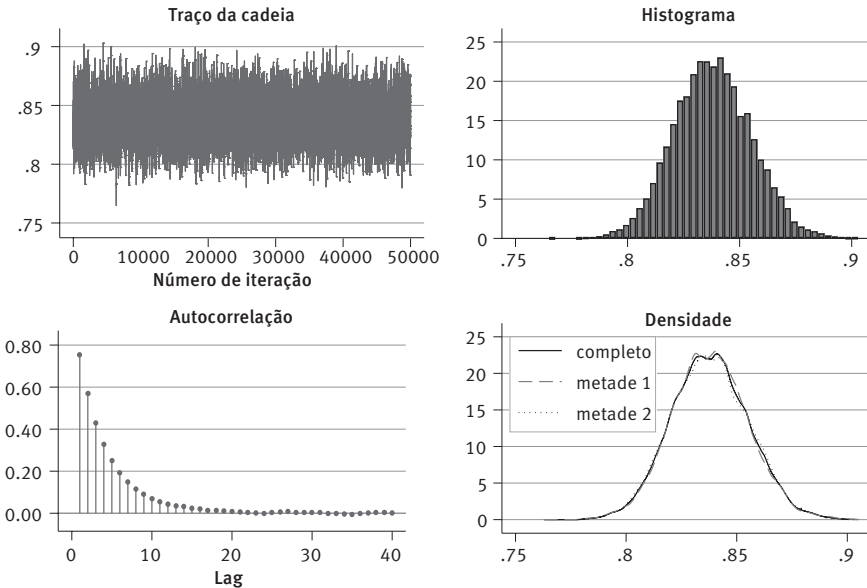 Traço da cadeia
.9
.85
.8
.75
0 10000 20000 30000 40000 50000
Número de iteração
Histograma
25
20
15
10
5
0
.75 .8 .85 .9
Autocorrelação
0.80
0.60
0.40
0.20
0.00
0 10 20 30 40
Lag
Densidade
25
20
15
10
5
0
completo
metade 1
metade 2
.75 .8 .85 .9